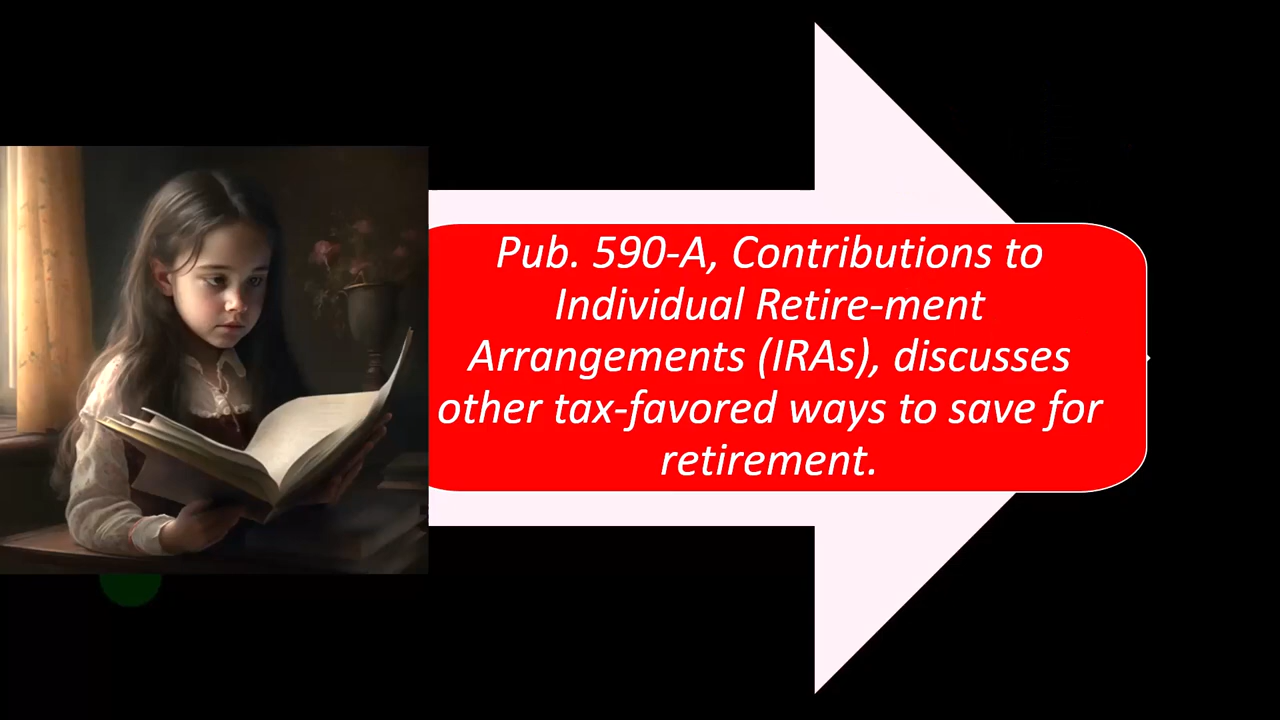 Pub. 590-A, Contributions to
Individual Retire-ment
Arrangements (IRAs), discusses
other tax-favored ways to save for
retirement.